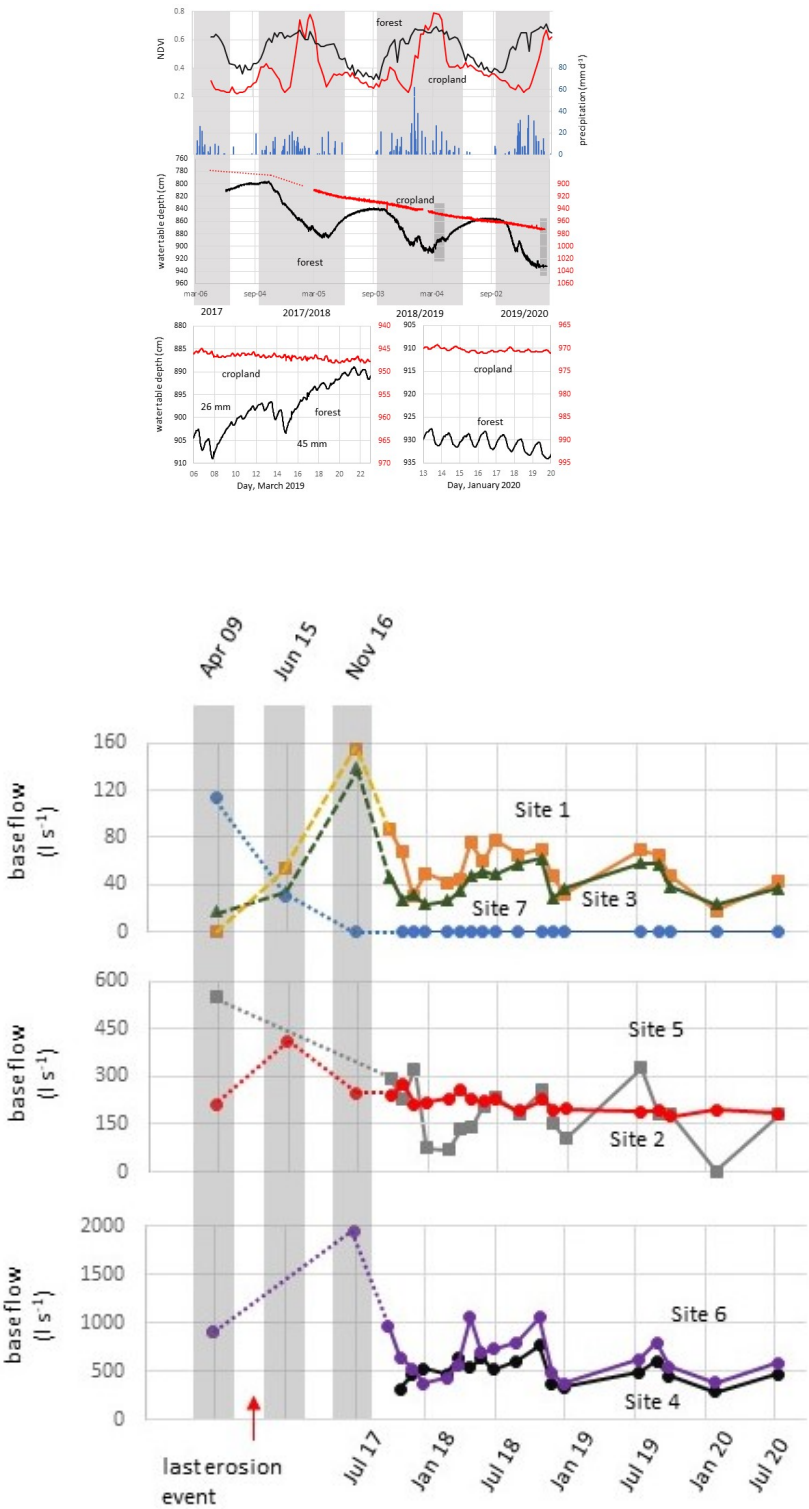 0.8
0.6
0.4
0.2
NDVI
forest
cropland
80
60
40
20
0
precipitation (mm d-1)
760
780
800
820
840
860
880
900
920
940
960
water table depth (cm)
cropland
forest
900
920
940
960
980
1000
1020
1040
1060
mar-06 sep-04 mar-05 sep-03 mar-04 sep-02
2017 2017/2018 2018/2019 2019/2020
880
885
890
895
900
905
910
water table depth (cm)
cropland
26 mm
forest
45 mm
940
945
950
955
960
965
970
06 08 10 12 14 16 18 20 22
Day, March 2019
905
910
915
920
925
930
935
cropland
forest
965
970
975
980
985
990
995
13 14 15 16 17 18 19 20
Day, January 2020
Apr 09 Jun 15 Nov 16
160
120
80
40
0
base flow
(l s-1)
Site 1
Site 7
Site 3
600
450
300
150
0
base flow
(l s-1)
Site 5
Site 2
2000
1500
1000
500
0
base flow
(l s-1)
Site 6
Site 4
last erosion
event
Jul 17 Jan 18 Jul 18 Jan 19 Jul 19 Jan 20 Jul 20